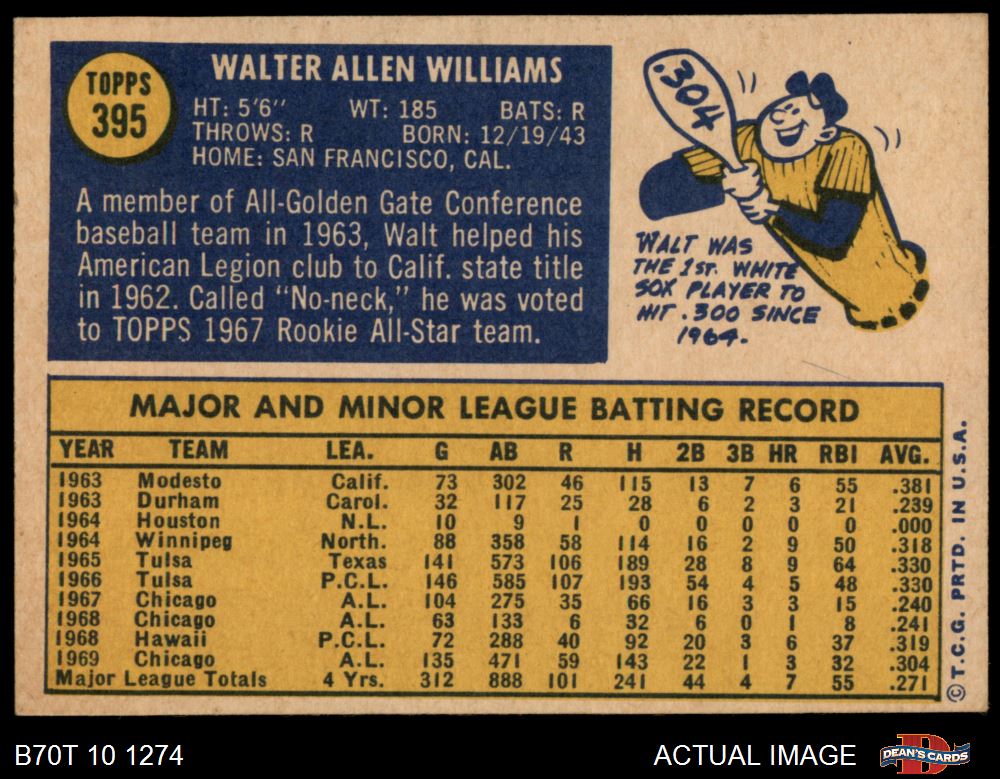 TOPPS
395
WALTER ALLEN WILLIAMS
HT: 5'6" WT: 185 BATS: R
THROWS: R BORN: 12/19/43
HOME: SAN FRANCISCO, CAL.
A member of All-Golden Gate Conference
baseball team in 1963, Walt helped his
American Legion club to Calif. state title
in 1962. Called "No-neck," he was voted
to TOPPS 1967 Rookie All-Star team.
.304
WALT WAS
THE 1ST. WHITE
SOX PLAYER TO
HIT .300 SINCE
1964.
MAJOR AND MINOR LEAGUE BATTING RECORD
YEAR TEAM LEA. G AB R H 2B 3B HR RBI AVG.
1963 Modesto Calif. 73 302 46 115 13 7 6 55 .381
1963 Durham Carol. 32 117 25 28 6 2 3 21 .239
1964 Houston N.L. 10 9 1 0 0 0 0 0 .000
1964 Winnipeg North. 88 358 58 114 16 2 9 50 .318
1965 Tulsa Texas 141 573 106 189 28 8 9 64 .330
1966 Tulsa P.C.L. 146 585 107 193 54 4 5 48 .330
1967 Chicago A.L. 104 275 35 66 16 3 3 15 .240
1968 Chicago A.L. 63 133 6 32 6 0 1 8 .241
1968 Hawaii P.C.L. 72 288 40 92 20 3 6 37 .319
1969 Chicago A.L. 135 471 59 143 22 1 3 32 .304
Major League Totals 4 Yrs. 312 888 101 241 44 4 7 55 .271
© T.C.G. PRTD. IN U.S.A.
B70T 10 1274 ACTUAL IMAGE
DEAN'S CARDS